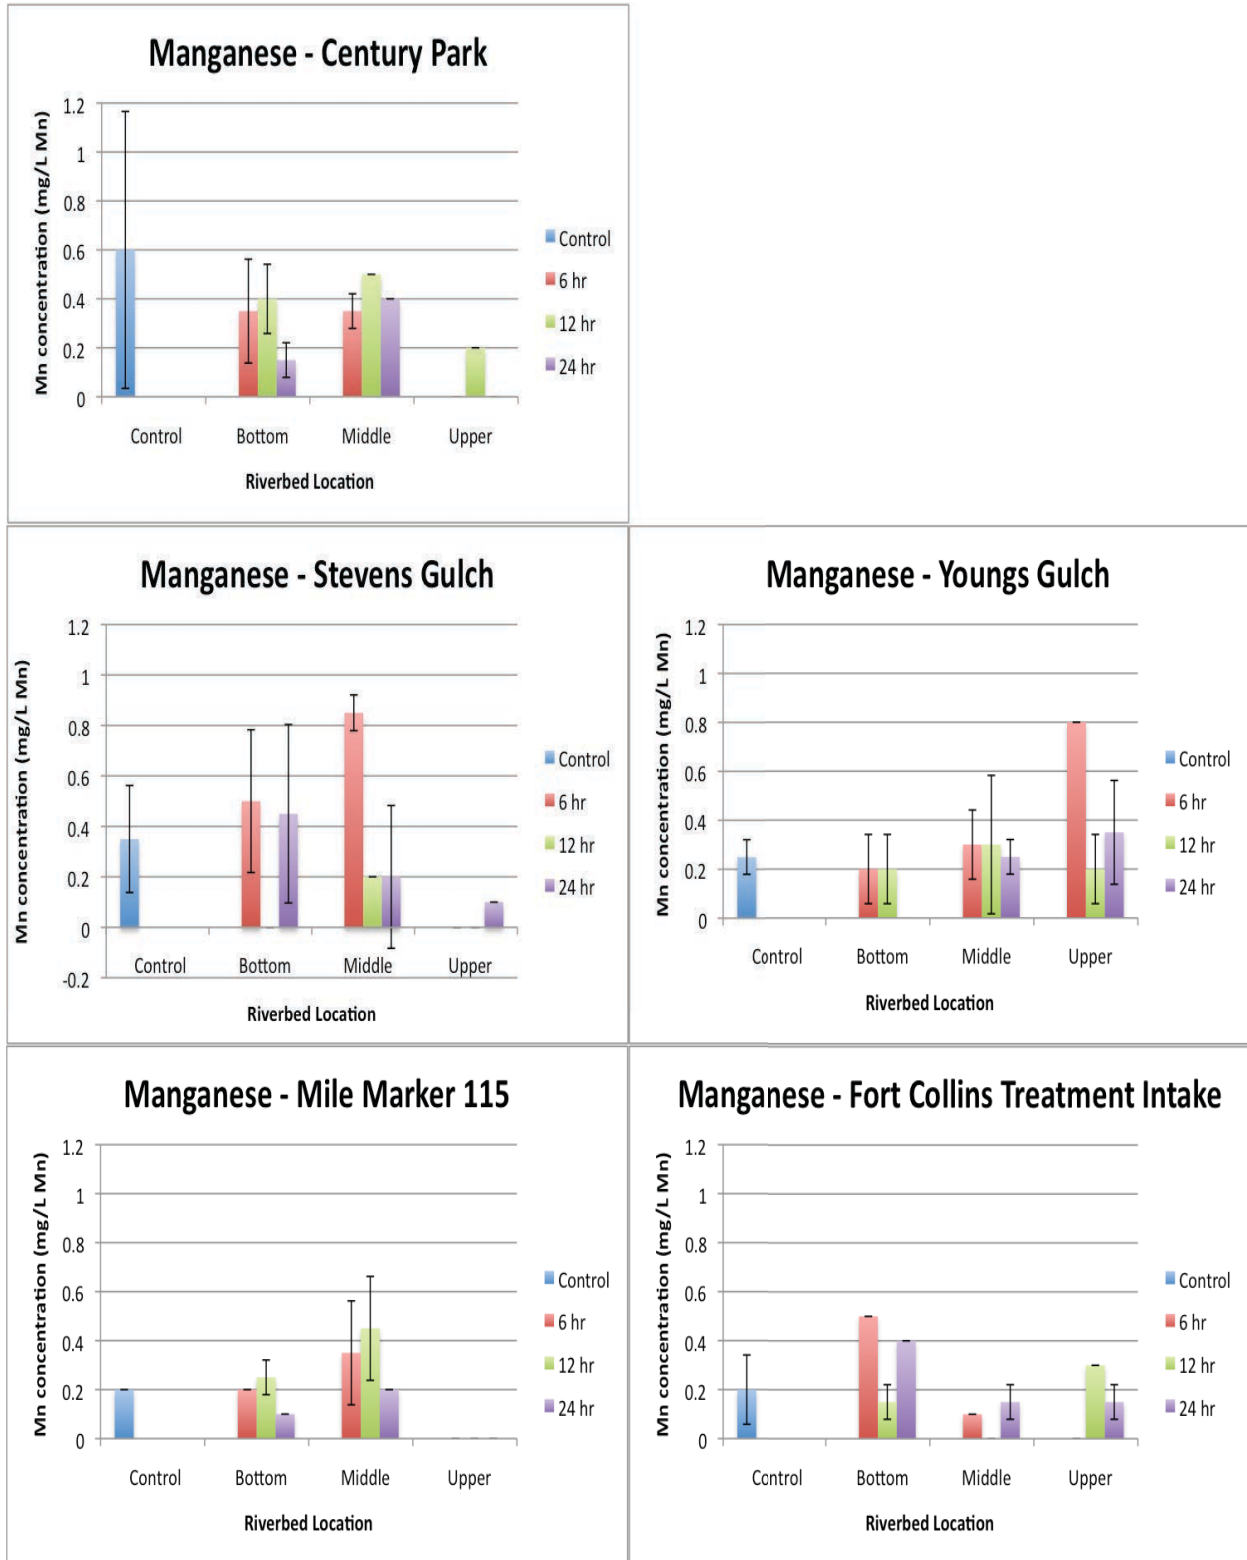 Manganese - Century Park
Mn concentration (mg/L Mn)
1.2
1
0.8
0.6
0.4
0.2
0
Control
Bottom
Middle
Upper
Riverbed Location
Control
6 hr
12 hr
24 hr
Manganese - Stevens Gulch
Mn concentration (mg/L Mn)
1.2
1
0.8
0.6
0.4
0.2
0
-0.2
Control
Bottom
Middle
Upper
Riverbed Location
Control
6 hr
12 hr
24 hr
Manganese - Youngs Gulch
Mn concentration (mg/L Mn)
1.2
1
0.8
0.6
0.4
0.2
0
Control
Bottom
Middle
Upper
Riverbed Location
Control
6 hr
12 hr
24 hr
Manganese - Mile Marker 115
Mn concentration (mg/L Mn)
1.2
1
0.8
0.6
0.4
0.2
0
Control
Bottom
Middle
Upper
Riverbed Location
Control
6 hr
12 hr
24 hr
Manganese - Fort Collins Treatment Intake
Mn concentration (mg/L Mn)
1.2
1
0.8
0.6
0.4
0.2
0
Control
Bottom
Middle
Upper
Riverbed Location
Control
6 hr
12 hr
24 hr